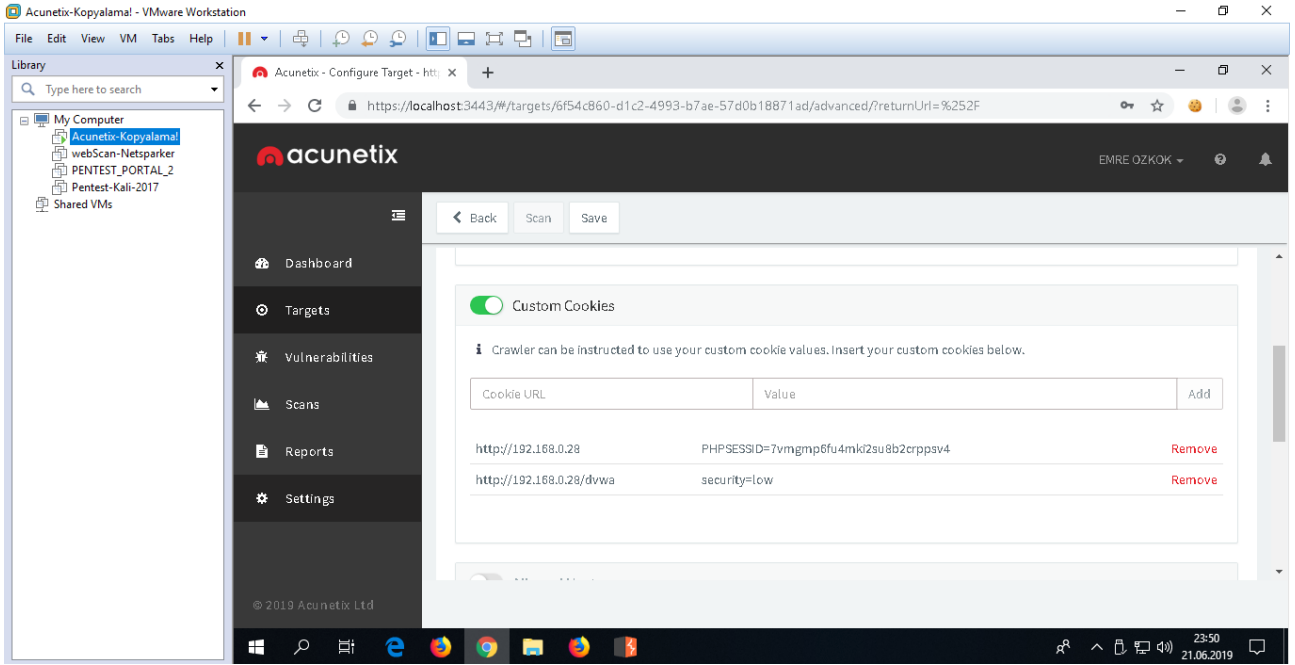 Acunetix-Kopyalama! - VMware Workstation
File Edit View VM Tabs Help
Library
Type here to search
My Computer
Acunetix-Kopyalama!
webScan-Netsparker
PENTEST_PORTAL_2
Pentest-Kali-2017
Shared VMs
Acunetix - Configure Target - htt
https://localhost:3443/#/targets/6f54c860-d1c2-4993-b7ae-57d0b18871ad/advanced/?returnUrl=%252F
acunetix
EMRE OZKOK
Back Scan Save
Dashboard
Targets
Vulnerabilities
Scans
Reports
Settings
© 2019 Acunetix Ltd
Custom Cookies
Crawler can be instructed to use your custom cookie values. Insert your custom cookies below.
Cookie URL Value Add
http://192.168.0.28 PHPSESSID=7vmgmp6fu4mki2su8b2crppsv4 Remove
http://192.168.0.28/dvwa security=low Remove
23:50
21.06.2019